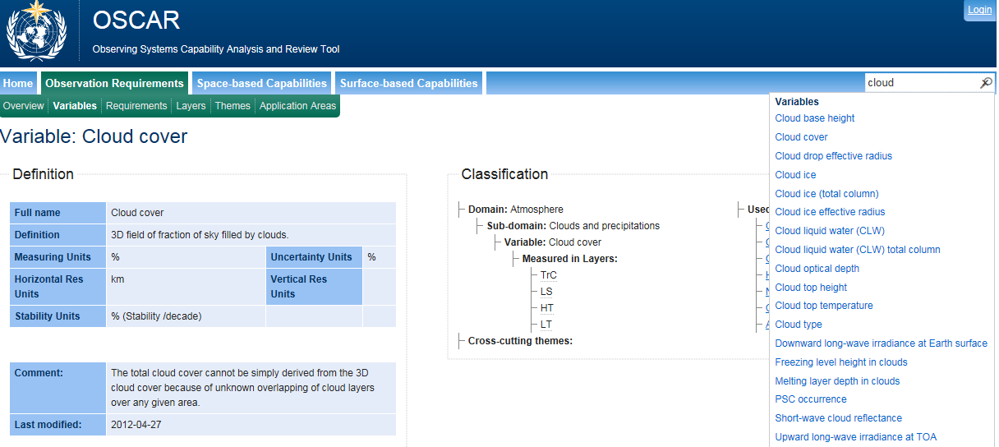 OSCAR
Observing Systems Capability Analysis and Review Tool
Login
Home Observation Requirements Space-based Capabilities Surface-based Capabilities
cloud
Overview Variables Requirements Layers Themes Application Areas
Variable: Cloud cover
Definition
Full name Cloud cover
Definition 3D field of fraction of sky filled by clouds.
Measuring Units % Uncertainty Units %
Horizontal Res km Vertical Res
Units Units
Stability Units % (Stability /decade)
Comment: The total cloud cover cannot be simply derived from the 3D
cloud cover because of unknown overlapping of cloud layers
over any given area.
Last modified: 2012-04-27
Classification
Domain: Atmosphere
Sub-domain: Clouds and precipitations
Variable: Cloud cover
Measured in Layers:
TrC
LS
HT
LT
Cross-cutting themes:
Variables
Cloud base height
Cloud cover
Cloud drop effective radius
Cloud ice
Cloud ice (total column)
Cloud ice effective radius
Cloud liquid water (CLW)
Cloud liquid water (CLW) total column
Cloud optical depth
Cloud top height
Cloud top temperature
Cloud type
Downward long-wave irradiance at Earth surface
Freezing level height in clouds
Melting layer depth in clouds
PSC occurrence
Short-wave cloud reflectance
Upward long-wave irradiance at TOA